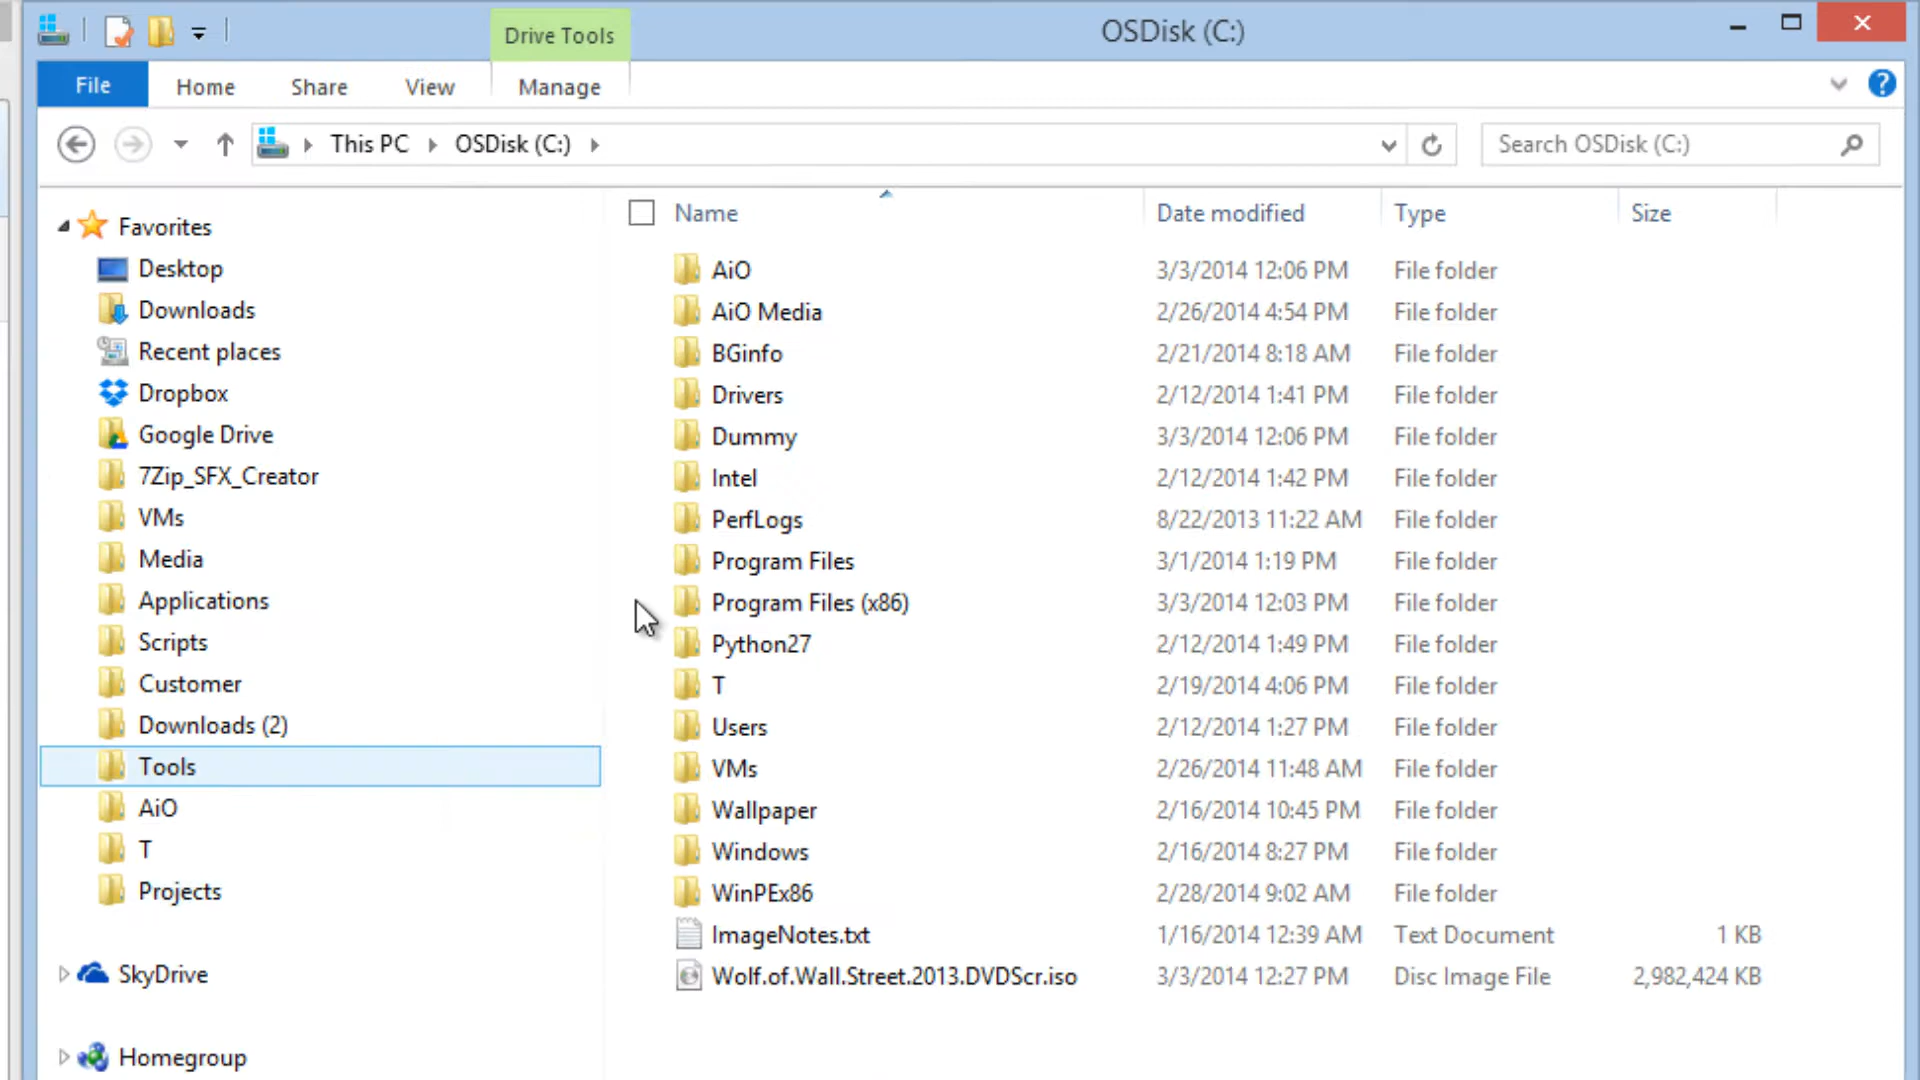 Drive Tools
OSDisk (C:)
File Home Share View Manage
This PC OSDisk (C:)
Search OSDisk (C:)
Favorites
Desktop
Downloads
Recent places
Dropbox
Google Drive
7Zip_SFX_Creator
VMs
Media
Applications
Scripts
Customer
Downloads (2)
Tools
AiO
T
Projects
SkyDrive
Homegroup
Name Date modified Type Size
AiO 3/3/2014 12:06 PM File folder
AiO Media 2/26/2014 4:54 PM File folder
BGinfo 2/21/2014 8:18 AM File folder
Drivers 2/12/2014 1:41 PM File folder
Dummy 3/3/2014 12:06 PM File folder
Intel 2/12/2014 1:42 PM File folder
PerfLogs 8/22/2013 11:22 AM File folder
Program Files 3/1/2014 1:19 PM File folder
Program Files (x86) 3/3/2014 12:03 PM File folder
Python27 2/12/2014 1:49 PM File folder
T 2/19/2014 4:06 PM File folder
Users 2/12/2014 1:27 PM File folder
VMs 2/26/2014 11:48 AM File folder
Wallpaper 2/16/2014 10:45 PM File folder
Windows 2/16/2014 8:27 PM File folder
WinPEx86 2/28/2014 9:02 AM File folder
ImageNotes.txt 1/16/2014 12:39 AM Text Document 1 KB
Wolf.of.Wall.Street.2013.DVDScr.iso 3/3/2014 12:27 PM Disc Image File 2,982,424 KB